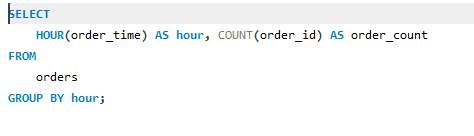 SELECT
    HOUR(order_time) AS hour, COUNT(order_id) AS order_count
FROM
    orders
GROUP BY hour;